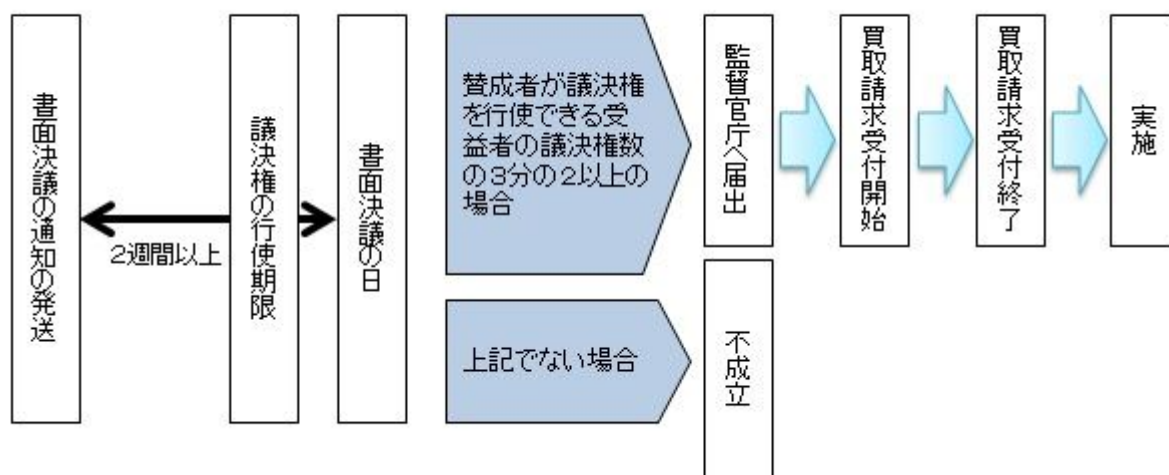 書面決議の通知の発送
2週間以上
議決権の行使期限
書面決議の日
賛成者が議決権
を行使できる受
益者の議決権数
の3分の2以上の
場合
監督官庁へ届出
買取請求受付開始
買取請求受付終了
実施
上記でない場合
不成立